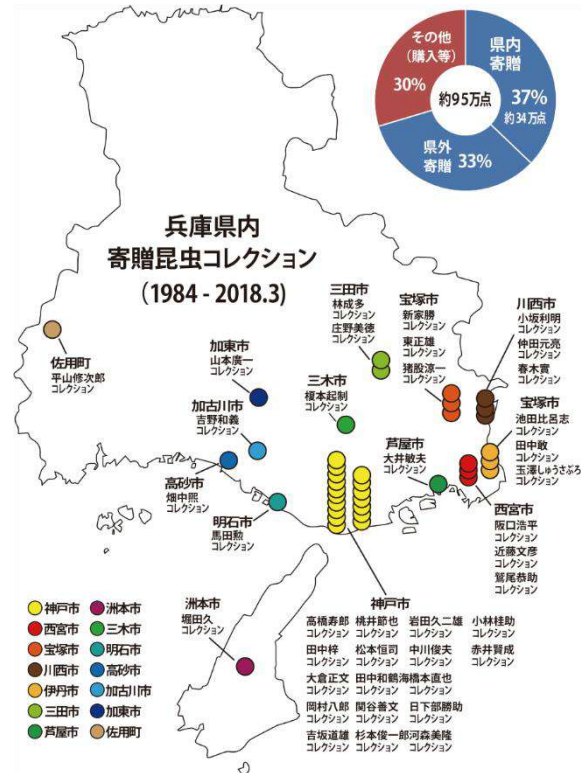 その他
(購入等)
30%
県内
寄贈
37%
約34万点
約95万点
県外
寄贈 33%
兵庫県内
寄贈昆虫コレクション
(1984 - 2018.3)
三田市
林成多
コレクション
庄野美徳
コレクション
宝塚市
新家勝
コレクション
東正雄
コレクション
猪股涼一
コレクション
川西市
小坂利明
コレクション
仲田元亮
コレクション
春木實
コレクション
佐用町
平山修次郎
コレクション
加東市
山本廣一
コレクション
三木市
榎本起制
コレクション
加古川市
吉野和義
コレクション
宝塚市
池田比呂志
コレクション
田中敢
コレクション
玉澤しゅうさぶろ
コレクション
芦屋市
大井敏夫
コレクション
高砂市
畑中熙
コレクション
明石市
馬田勲
コレクション
西宮市
阪口浩平
コレクション
近藤文彦
コレクション
鷲尾恭助
コレクション
洲本市
堀田久
コレクション
神戸市
高橋寿郎 桃井節也 岩田久二雄 小林桂助
コレクション コレクション コレクション コレクション
田中梓 松本恒司 中川俊夫 赤井賢成
コレクション コレクション コレクション コレクション
大倉正文 田中和鶴海 橋本直也
コレクション コレクション コレクション
岡村八郎 関谷善文 日下部勝助
コレクション コレクション コレクション
吉坂道雄 杉本俊一郎 河森美隆
コレクション コレクション コレクション
神戸市 洲本市
西宮市 三木市
宝塚市 明石市
川西市 高砂市
伊丹市 加古川市
三田市 加東市
芦屋市 佐用町